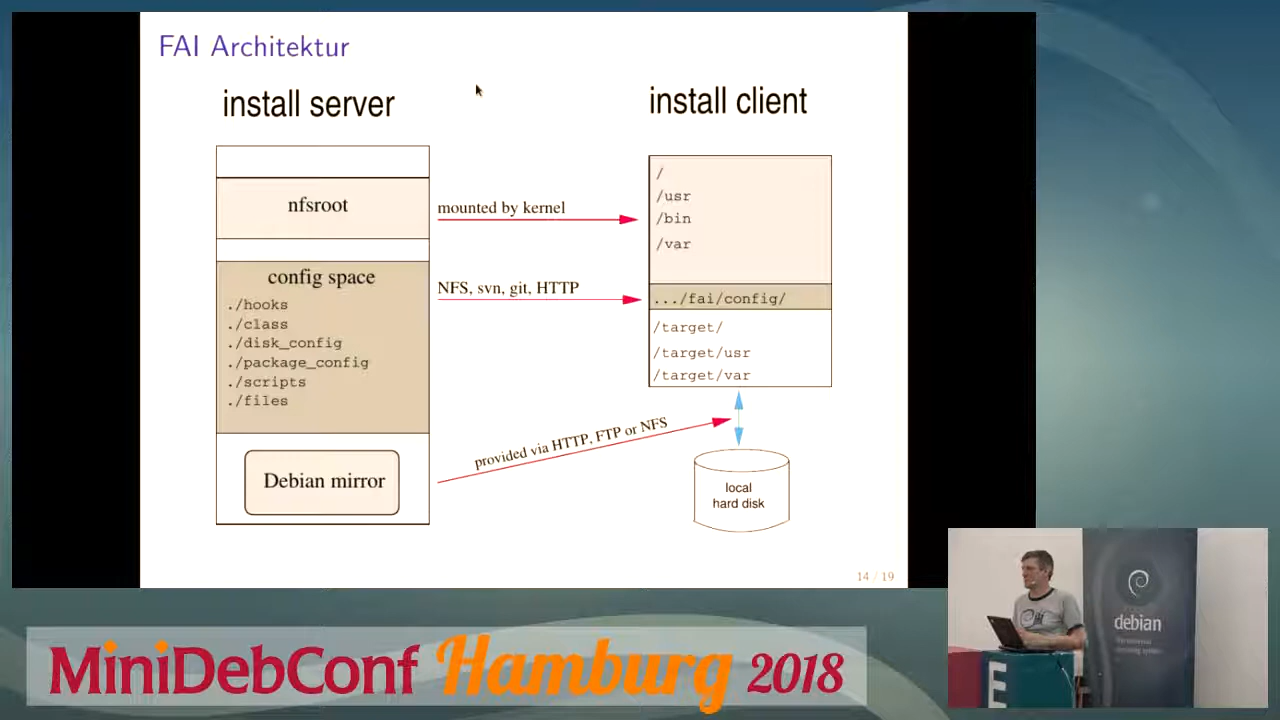 FAI Architektur
install server
install client
nfsroot
mounted by kernel
/
/usr
/bin
/var
config space
./hooks
./class
./disk_config
./package_config
./scripts
./files
NFS, svn, git, HTTP
.../fai/config/
/target/
/target/usr
/target/var
provided via HTTP, FTP or NFS
Debian mirror
local
hard disk
14 / 19
debian
E
MiniDebConf Hamburg 2018